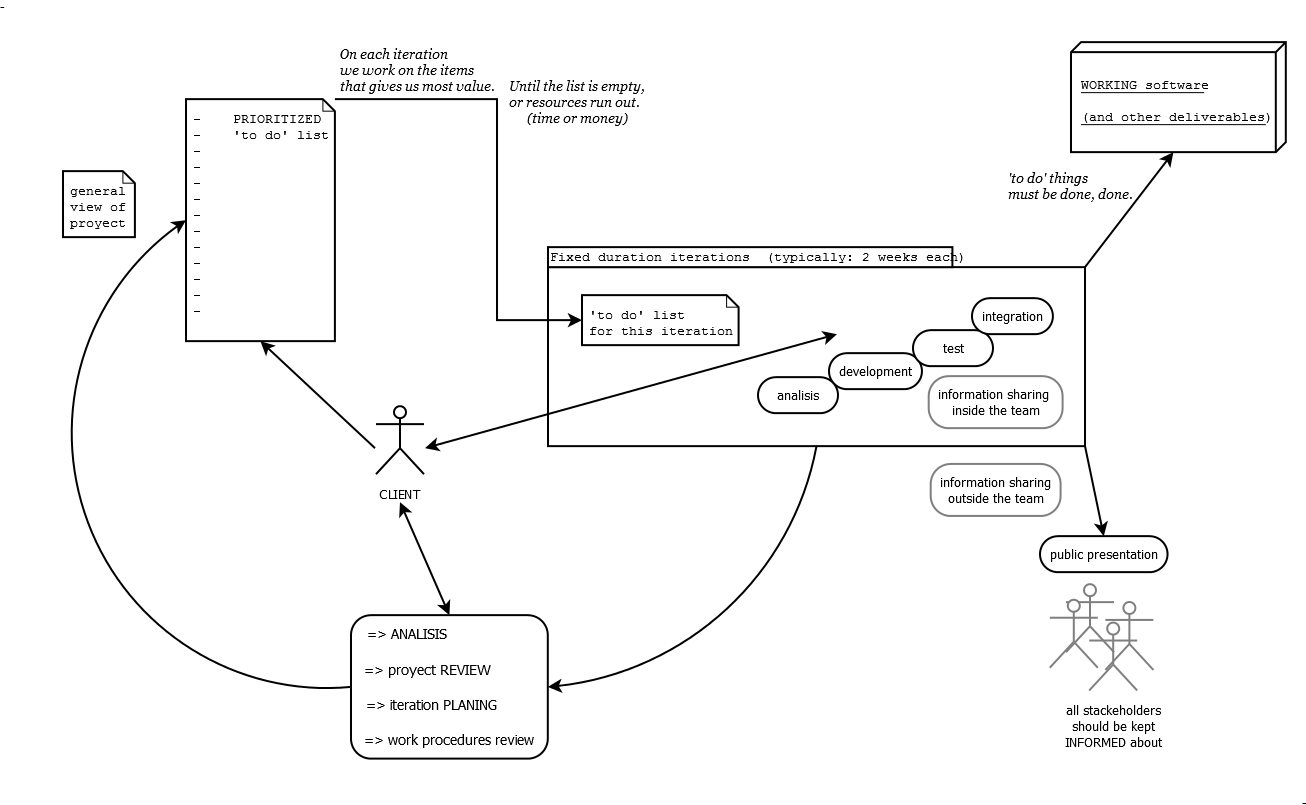 On each iteration
we work on the items
that gives us most value.
Until the list is empty,
or resources run out.
(time or money)
WORKING software
(and other deliverables)
PRIORITIZED
'to do' list
general
view of
proyect
'to do' things
must be done, done.
Fixed duration iterations (typically: 2 weeks each)
'to do' list
for this iteration
integration
test
development
analisis
information sharing
inside the team
CLIENT
information sharing
outside the team
public presentation
=> ANALISIS
=> proyect REVIEW
=> iteration PLANING
=> work procedures review
all stackeholders
should be kept
INFORMED about